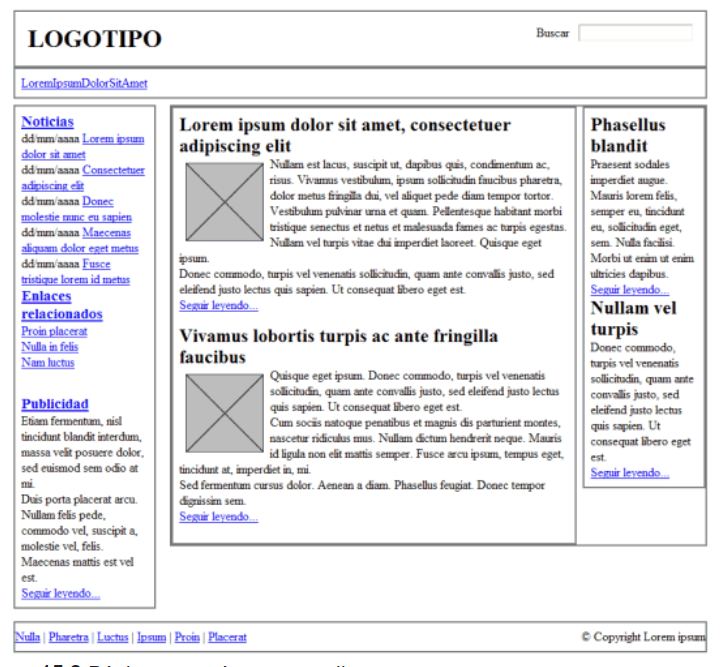 LOGOTIPO
Buscar
LoremIpsumDolorSitAmet
Noticias
dd/mm/aaaa Lorem ipsum
dolor sit amet
dd/mm/aaaa Consectetuer
adipiscing elit
dd/mm/aaaa Donec
molestie nunc eu sapien
dd/mm/aaaa Maecenas
aliquam dolor eget metus
dd/mm/aaaa Fusce
tristique lorem id metus
Enlaces
relacionados
Proin placerat
Nulla in felis
Nam luctus
Publicidad
Etiam fermentum, nisl
tincidunt blandit interdum,
massa velit posuere dolor,
sed euismod sem odio at
mi.
Duis porta placerat arcu.
Nullam felis pede,
commodo vel, suscipit a,
molestie vel, felis.
Maecenas mattis est vel
est.
Seguir leyendo...
Lorem ipsum dolor sit amet, consectetuer
adipiscing elit
Nullam est lacus, suscipit ut, dapibus quis, condimentum ac,
risus. Vivamus vestibulum, ipsum sollicitudin faucibus pharetra,
dolor metus fringilla dui, vel aliquet pede diam tempor tortor.
Vestibulum pulvinar urna et quam. Pellentesque habitant morbi
tristique senectus et netus et malesuada fames ac turpis egestas.
Nullam vel turpis vitae dui imperdiet laoreet. Quisque eget
ipsum.
Donec commodo, turpis vel venenatis sollicitudin, quam ante convallis justo, sed
eleifend justo lectus quis sapien. Ut consequat libero eget est.
Seguir leyendo...
Vivamus lobortis turpis ac ante fringilla
faucibus
Quisque eget ipsum. Donec commodo, turpis vel venenatis
sollicitudin, quam ante convallis justo, sed eleifend justo lectus
quis sapien. Ut consequat libero eget est.
Cum sociis natoque penatibus et magnis dis parturient montes,
nascetur ridiculus mus. Nullam dictum hendrerit neque. Mauris
id ligula non elit mattis semper. Fusce arcu ipsum, tempus eget,
tincidunt at, imperdiet in, mi.
Sed fermentum cursus dolor. Aenean a diam. Phasellus feugiat. Donec tempor
dignissim sem.
Seguir leyendo...
Phasellus
blandit
Praesent sodales
imperdiet augue.
Mauris lorem felis,
semper eu, tincidunt
eu, sollicitudin eget,
sem. Nulla facilisi.
Morbi ut enim ut enim
ultricies dapibus.
Seguir leyendo...
Nullam vel
turpis
Donec commodo,
turpis vel venenatis
sollicitudin, quam ante
convallis justo, sed
eleifend justo lectus
quis sapien. Ut
consequat libero eget
est.
Seguir leyendo...
Nulla | Pharetra | Luctus | Ipsum | Proin | Placerat
© Copyright Lorem ipsum